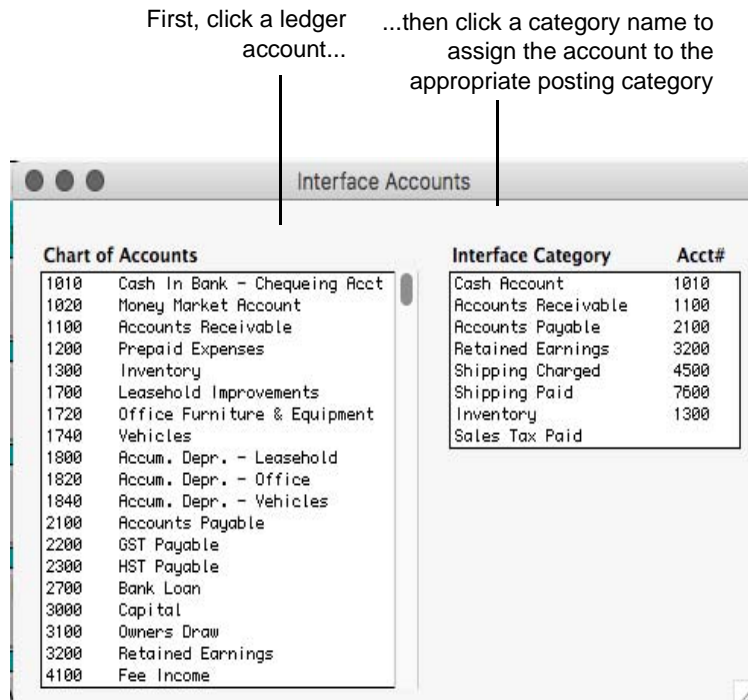 First, click a ledger
account...
...then click a category name to
assign the account to the
appropriate posting category
Interface Accounts
Chart of Accounts
1010 Cash In Bank - Chequeing Acct
1020 Money Market Account
1100 Accounts Receivable
1200 Prepaid Expenses
1300 Inventory
1700 Leasehold Improvements
1720 Office Furniture & Equipment
1740 Vehicles
1800 Accum. Depr. - Leasehold
1820 Accum. Depr. - Office
1840 Accum. Depr. - Vehicles
2100 Accounts Payable
2200 GST Payable
2300 HST Payable
2700 Bank Loan
3000 Capital
3100 Owners Draw
3200 Retained Earnings
4100 Fee Income
Interface Category Acct#
Cash Account 1010
Accounts Receivable 1100
Accounts Payable 2100
Retained Earnings 3200
Shipping Charged 4500
Shipping Paid 7600
Inventory 1300
Sales Tax Paid